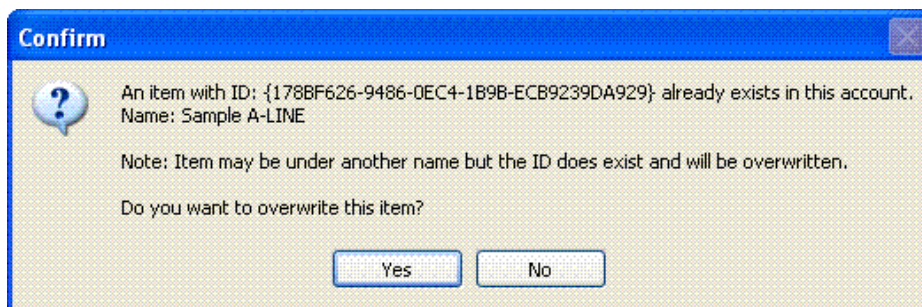 Confirm
An item with ID: {178BF626-9486-0EC4-1B9B-ECB9239DA929} already exists in this account.
Name: Sample A-LINE
Note: Item may be under another name but the ID does exist and will be overwritten.
Do you want to overwrite this item?
Yes No